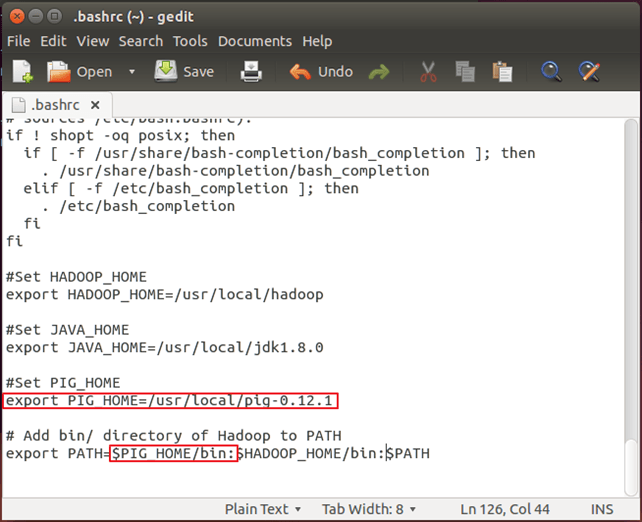 .bashrc (~) - gedit
File Edit View Search Tools Documents Help
Open Save Undo
.bashrc
# sources /etc/bash.bashrc).
if ! shopt -oq posix; then
  if [ -f /usr/share/bash-completion/bash_completion ]; then
    . /usr/share/bash-completion/bash_completion
  elif [ -f /etc/bash_completion ]; then
    . /etc/bash_completion
  fi
fi
#Set HADOOP_HOME
export HADOOP_HOME=/usr/local/hadoop
#Set JAVA_HOME
export JAVA_HOME=/usr/local/jdk1.8.0
#Set PIG_HOME
export PIG_HOME=/usr/local/pig-0.12.1
# Add bin/ directory of Hadoop to PATH
export PATH=$PIG_HOME/bin:$HADOOP_HOME/bin:$PATH
Plain Text Tab Width: 8 Ln 126, Col 44 INS